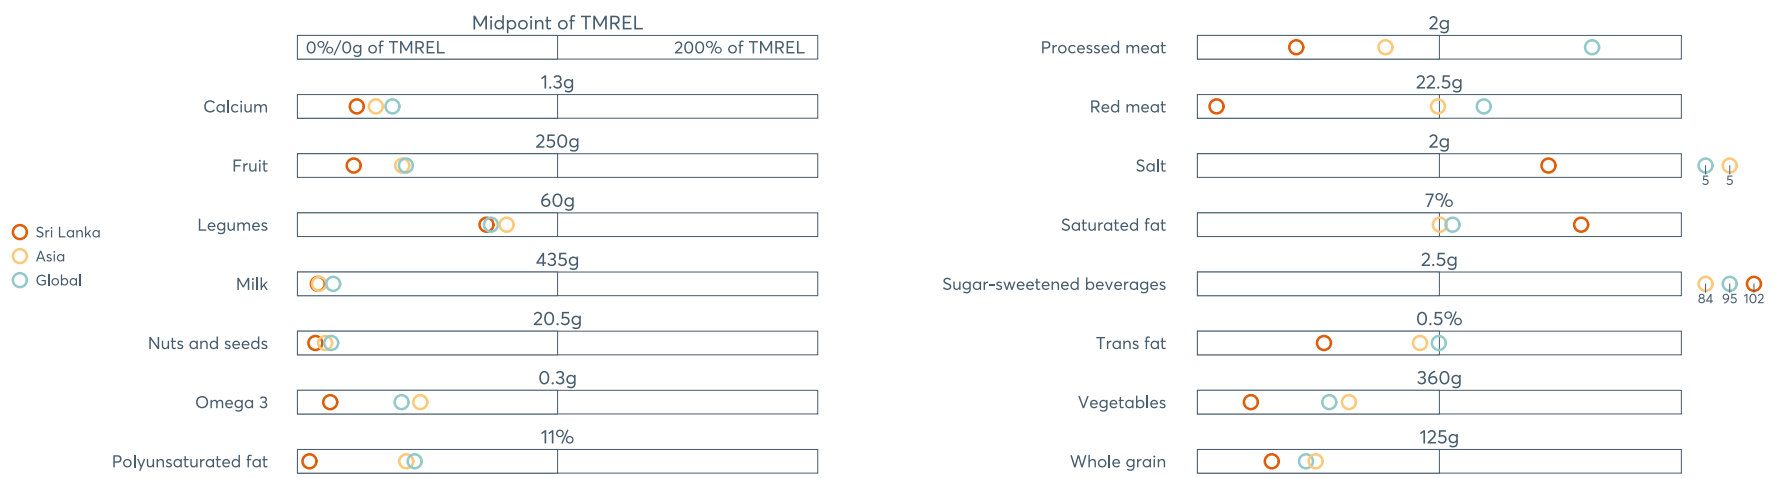 Midpoint of TMREL
0%/0g of TMREL 200% of TMREL
1.3g
Calcium
250g
Fruit
60g
Legumes
435g
Milk
20.5g
Nuts and seeds
0.3g
Omega 3
11%
Polyunsaturated fat
Sri Lanka
Asia
Global
2g
Processed meat
22.5g
Red meat
2g
Salt
5 5
7%
Saturated fat
2.5g
Sugar-sweetened beverages
84 95 102
0.5%
Trans fat
360g
Vegetables
125g
Whole grain